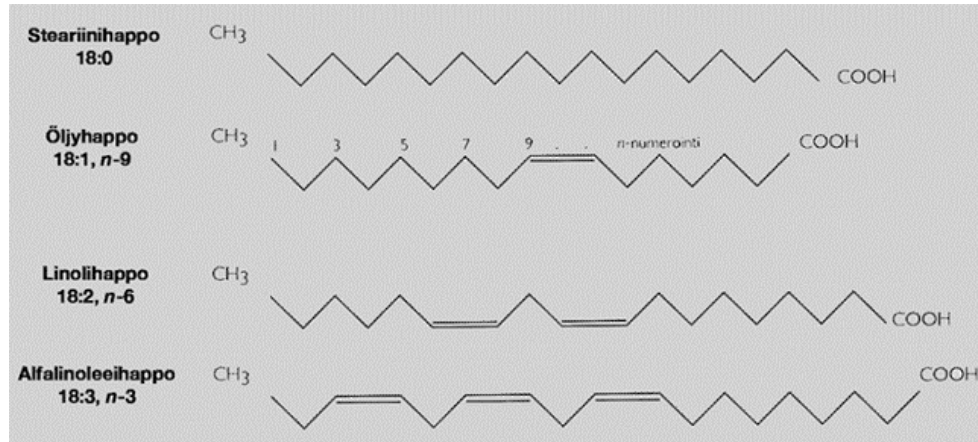 Steariinihappo
18:0
CH3
COOH
Öljyhappo
18:1, n-9
CH3
1 3 5 7 9 . . n-numerointi
COOH
Linolihappo
18:2, n-6
CH3
COOH
Alfalinoleeihappo
18:3, n-3
CH3
COOH